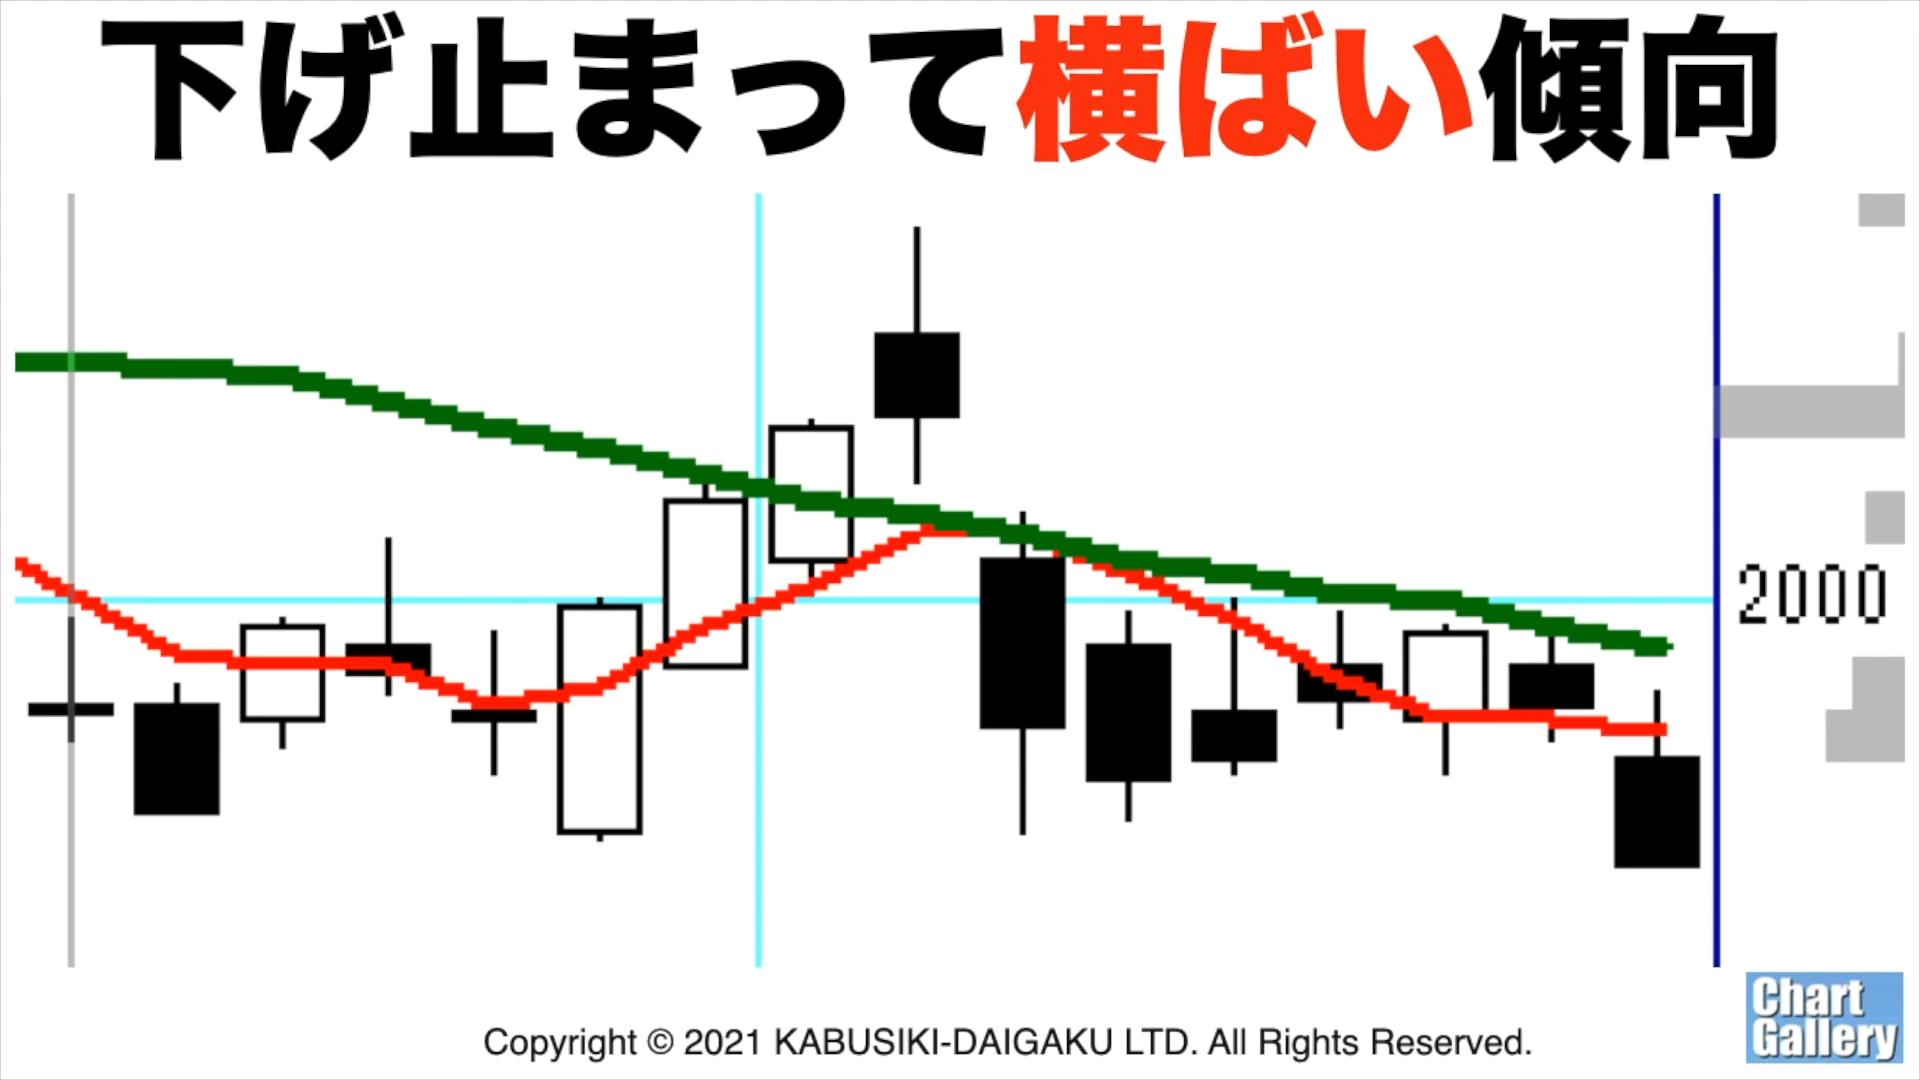 下げ止まって横ばい傾向
2000
Chart
Gallery
Copyright © 2021 KABUSIKI-DAIGAKU LTD. All Rights Reserved.